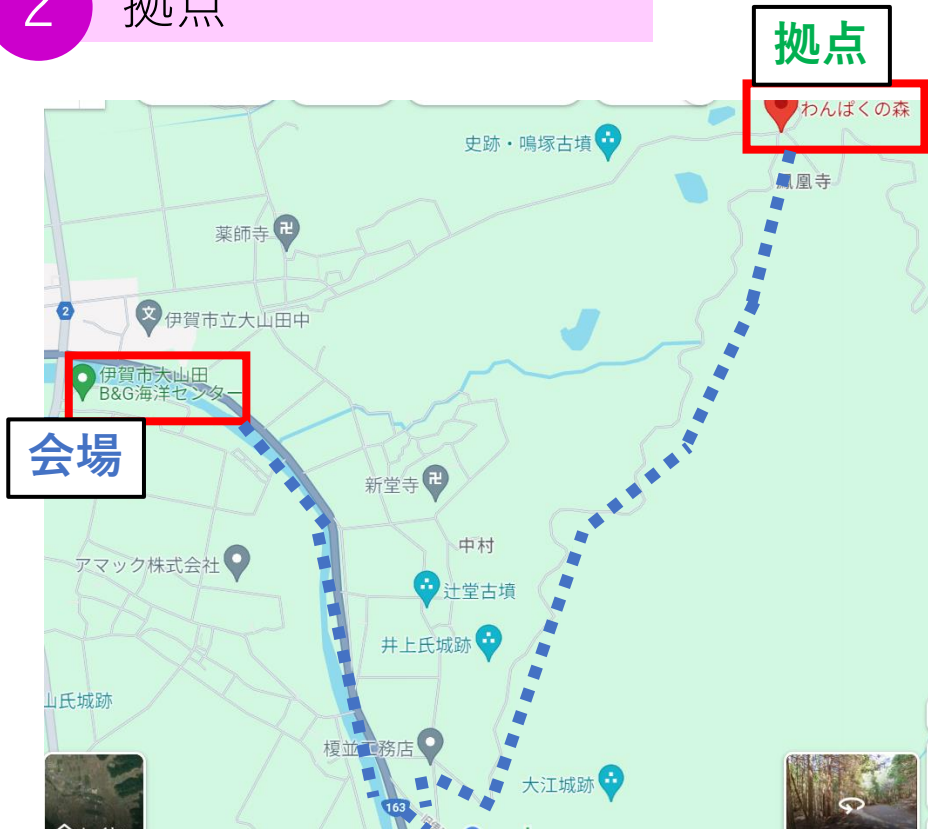 2
拠点
拠点
わんぱくの森
史跡・鳴塚古墳
鳳凰寺
薬師寺
2
文
伊賀市立大山田中
伊賀市大山田
B&G海洋センター
会場
新堂寺
中村
アマック株式会社
辻堂古墳
井上氏城跡
山氏城跡
榎並工務店
大江城跡
163